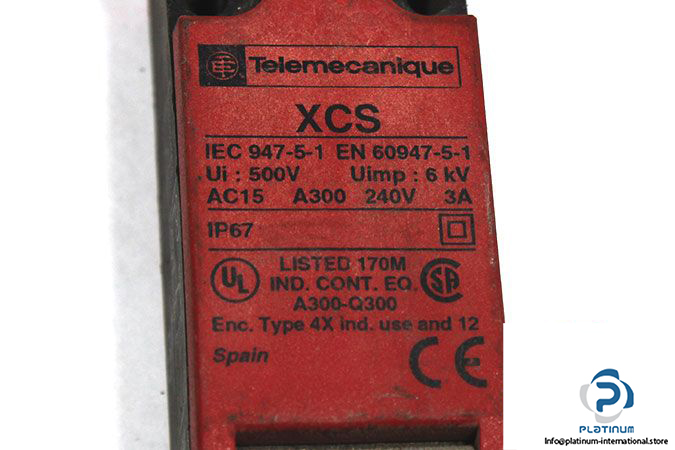 Telemecanique
XCS
IEC 947-5-1 EN 60947-5-1
Ui : 500V Uimp : 6 kV
AC15 A300 240V 3A
IP67
UL LISTED 170M SA
IND. CONT. EQ.
A300-Q300
Enc. Type 4X ind. use and 12
Spain CE
PLATINUM
info@platinum-international.store